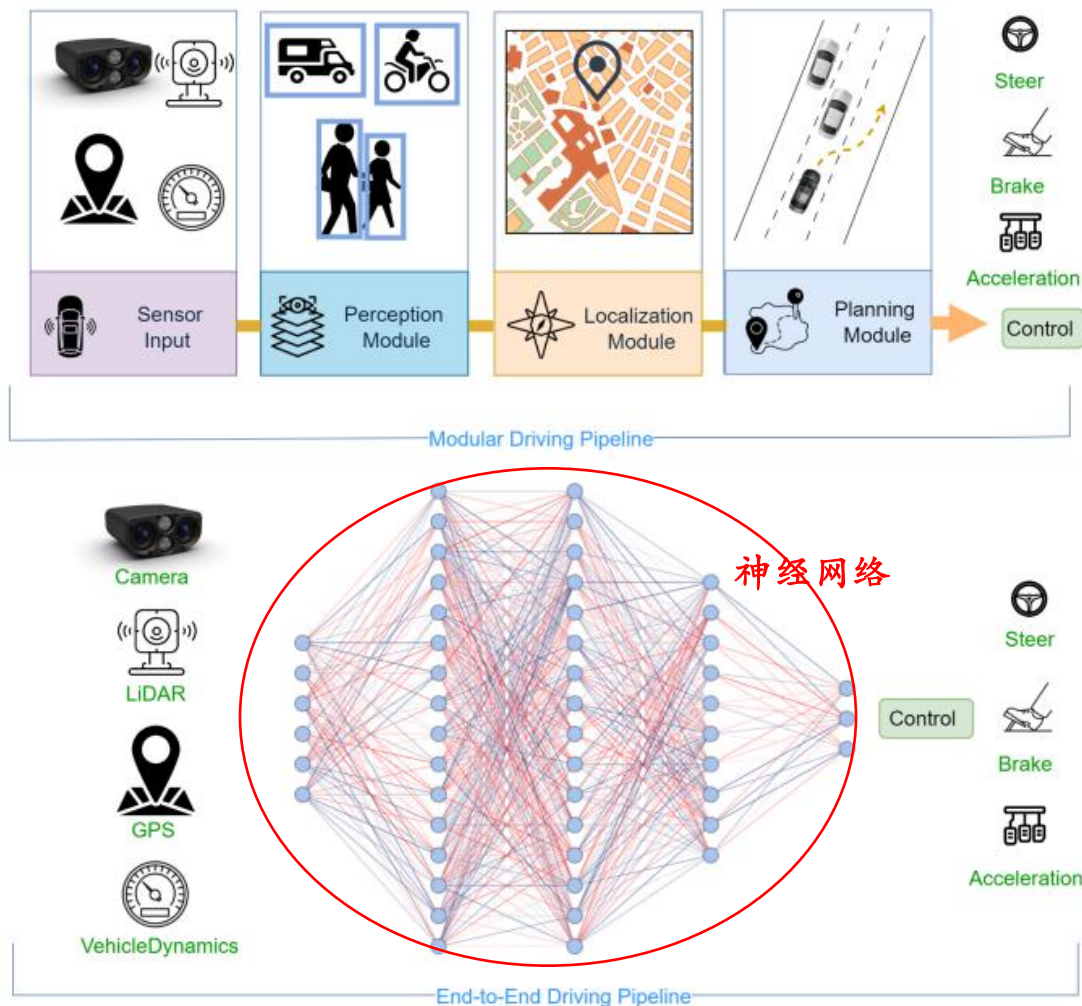 Steer
Brake
Acceleration
Sensor
Input
Perception
Module
Localization
Module
Planning
Module
Control
Modular Driving Pipeline
Camera
LiDAR
GPS
VehicleDynamics
神经网络
Control
Steer
Brake
Acceleration
End-to-End Driving Pipeline